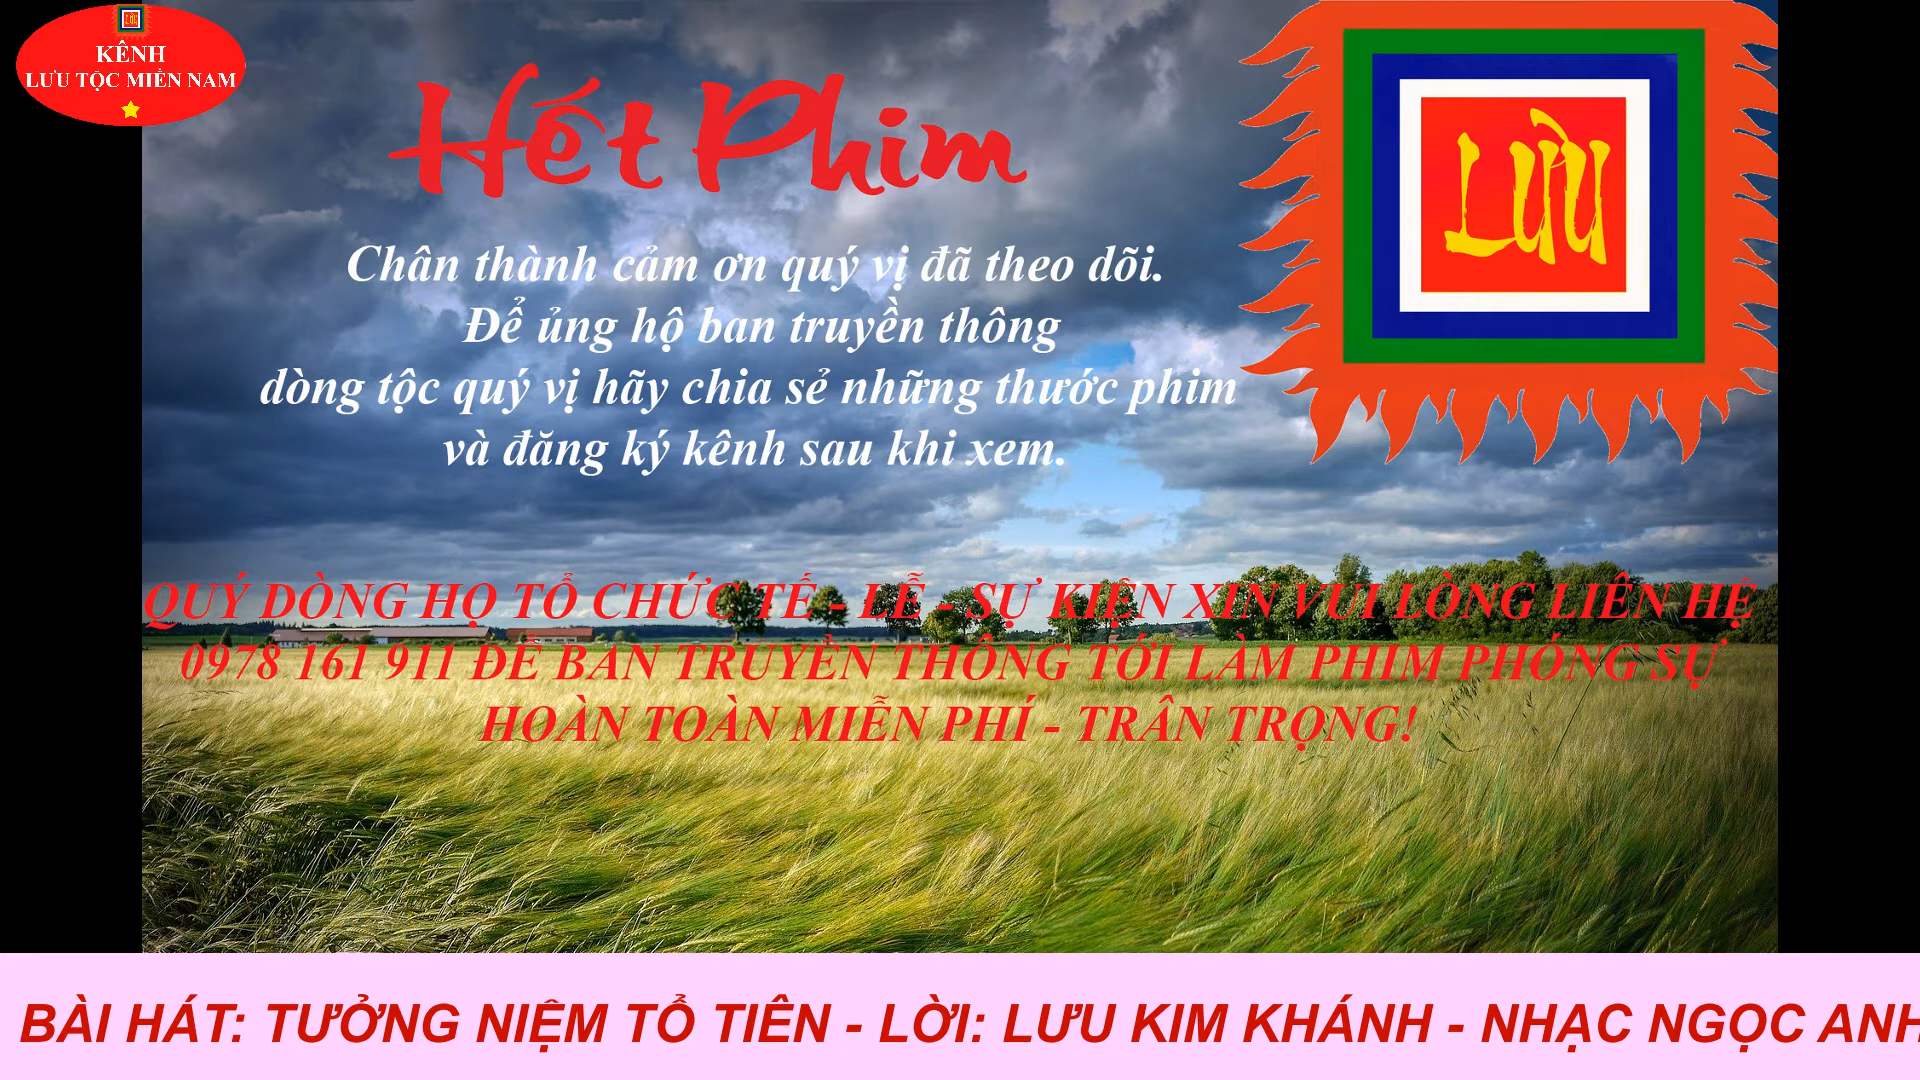 LƯU
KÊNH
LƯU TỘC MIỀN NAM
Hết Phim
LƯU
Chân thành cảm ơn quý vị đã theo dõi.
Để ủng hộ ban truyền thông
dòng tộc quý vị hãy chia sẻ những thước phim
và đăng ký kênh sau khi xem.
QUÝ DÒNG HỌ TỔ CHỨC TẾ - LỄ - SỰ KIỆN XIN VUI LÒNG LIÊN HỆ
0978 161 911 ĐỂ BAN TRUYỀN THÔNG TỚI LÀM PHIM PHÓNG SỰ
HOÀN TOÀN MIỄN PHÍ - TRÂN TRỌNG!
BÀI HÁT: TƯỞNG NIỆM TỔ TIÊN - LỜI: LƯU KIM KHÁNH - NHẠC NGỌC ANH